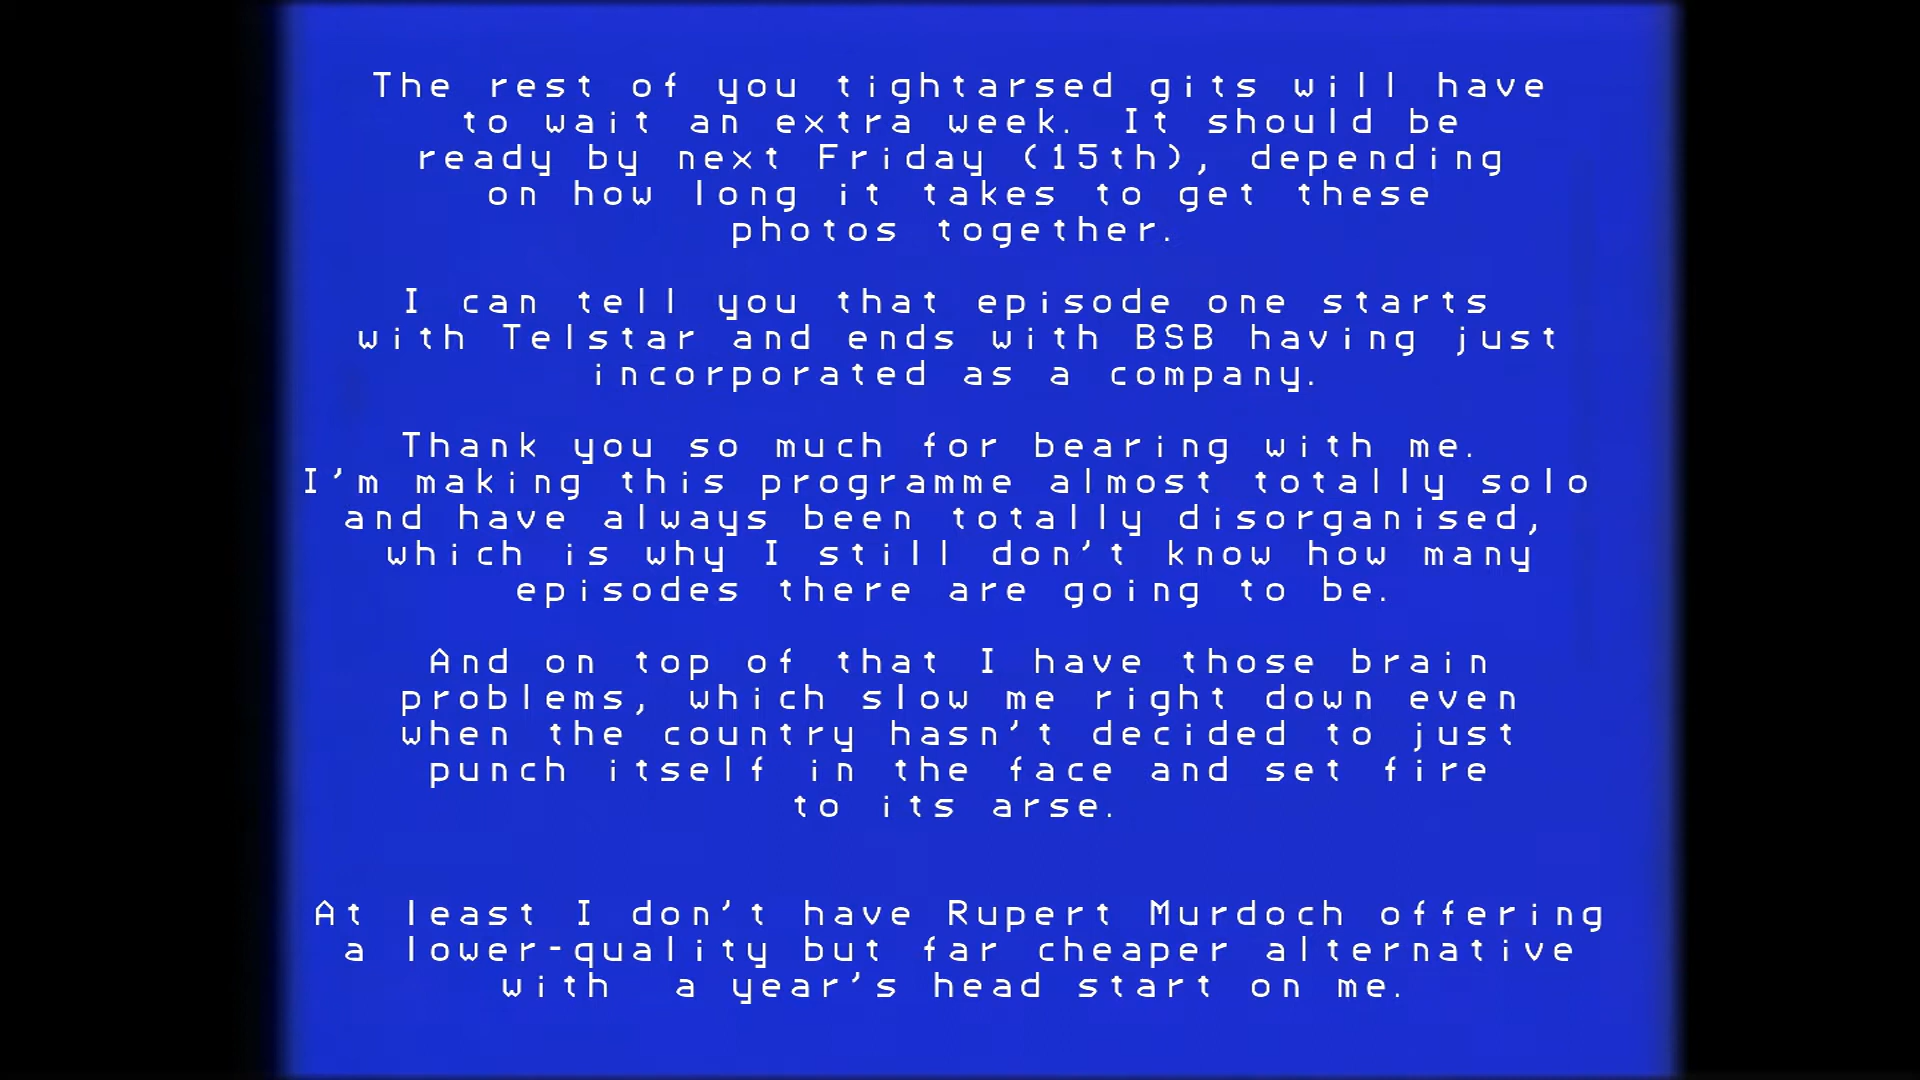 The rest of you tightarsed gits will have
to wait an extra week.  It should be
ready by next Friday (15th), depending
on how long it takes to get these
photos together.
I can tell you that episode one starts
with Telstar and ends with BSB having just
incorporated as a company.
Thank you so much for bearing with me.
I'm making this programme almost totally solo
and have always been totally disorganised,
which is why I still don't know how many
episodes there are going to be.
And on top of that I have those brain
problems, which slow me right down even
when the country hasn't decided to just
punch itself in the face and set fire
to its arse.
At least I don't have Rupert Murdoch offering
a lower-quality but far cheaper alternative
with  a year's head start on me.